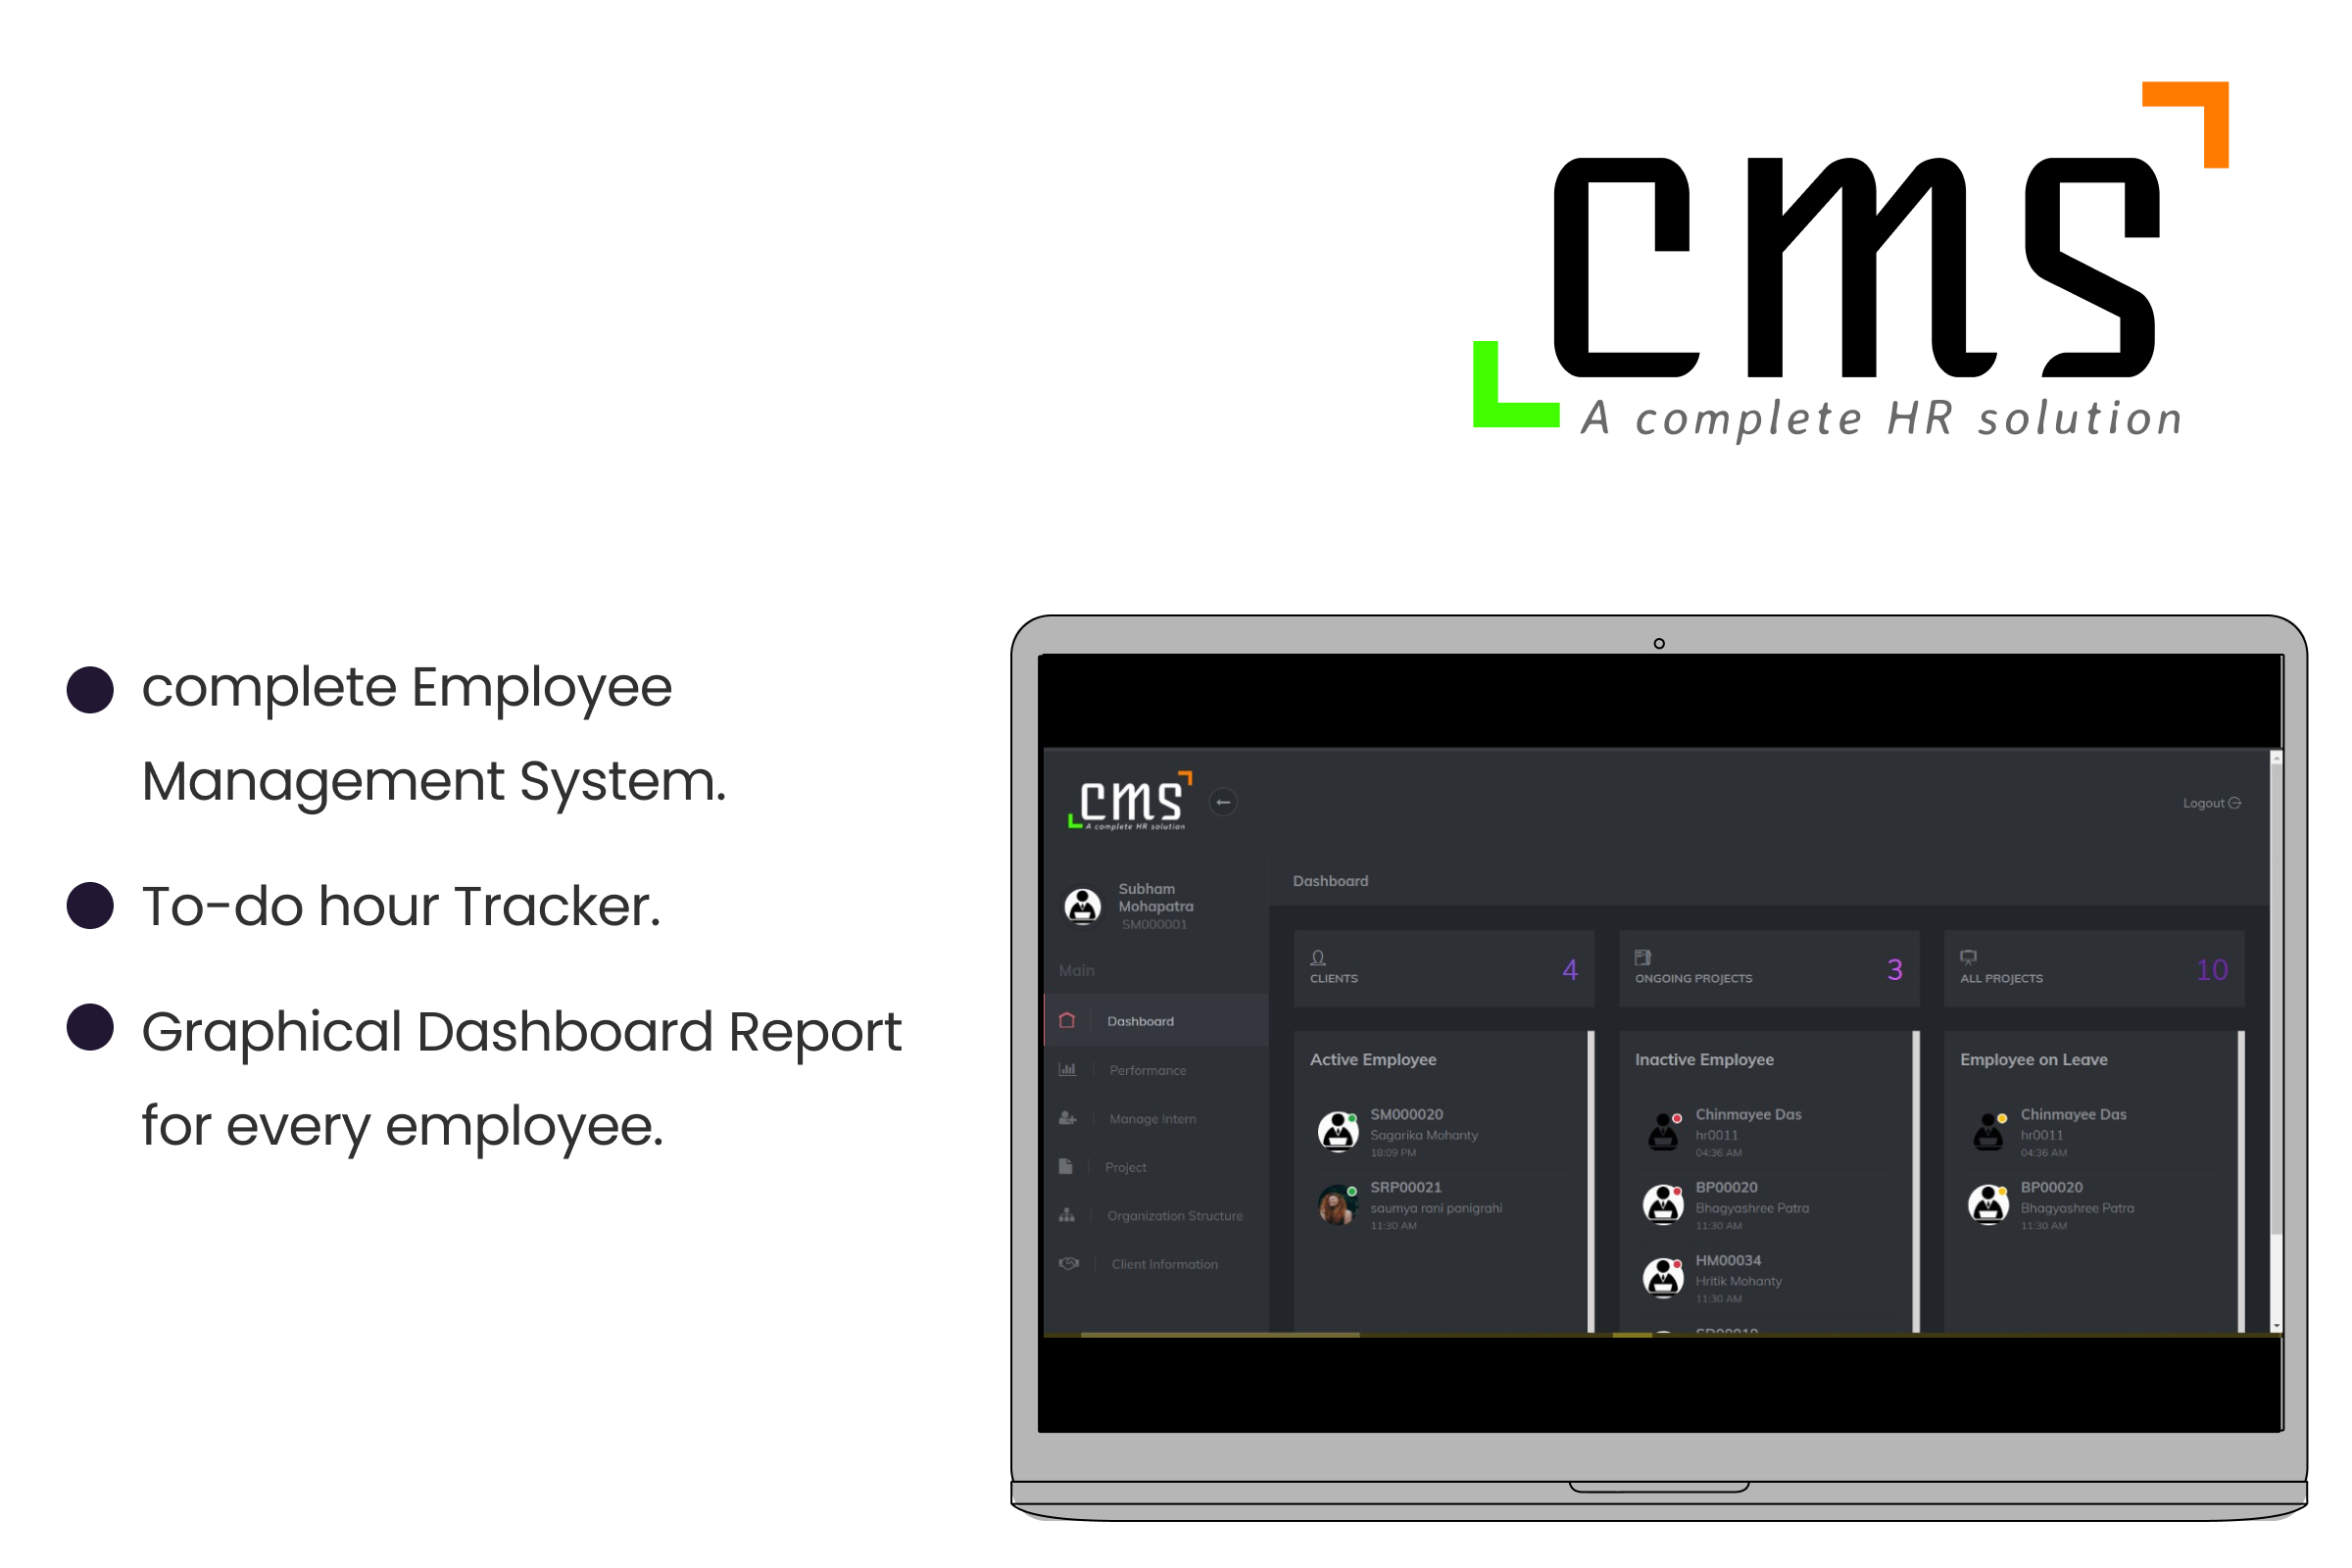 cms
A complete HR solution
complete Employee
Management System.
To-do hour Tracker.
Graphical Dashboard Report
for every employee.
cms
A complete HR solution
Logout
Subham
Mohapatra
SM000001
Main
Dashboard
Performance
Manage Intern
Project
Organization Structure
Client Information
Dashboard
CLIENTS
4
ONGOING PROJECTS
3
ALL PROJECTS
10
Active Employee
SM000020
Sagarika Mohanty
18:09 PM
SRP00021
saumya rani panigrahi
11:30 AM
Inactive Employee
Chinmayee Das
hr0011
04:36 AM
BP00020
Bhagyashree Patra
11:30 AM
HM00034
Hritik Mohanty
11:30 AM
Employee on Leave
Chinmayee Das
hr0011
04:36 AM
BP00020
Bhagyashree Patra
11:30 AM